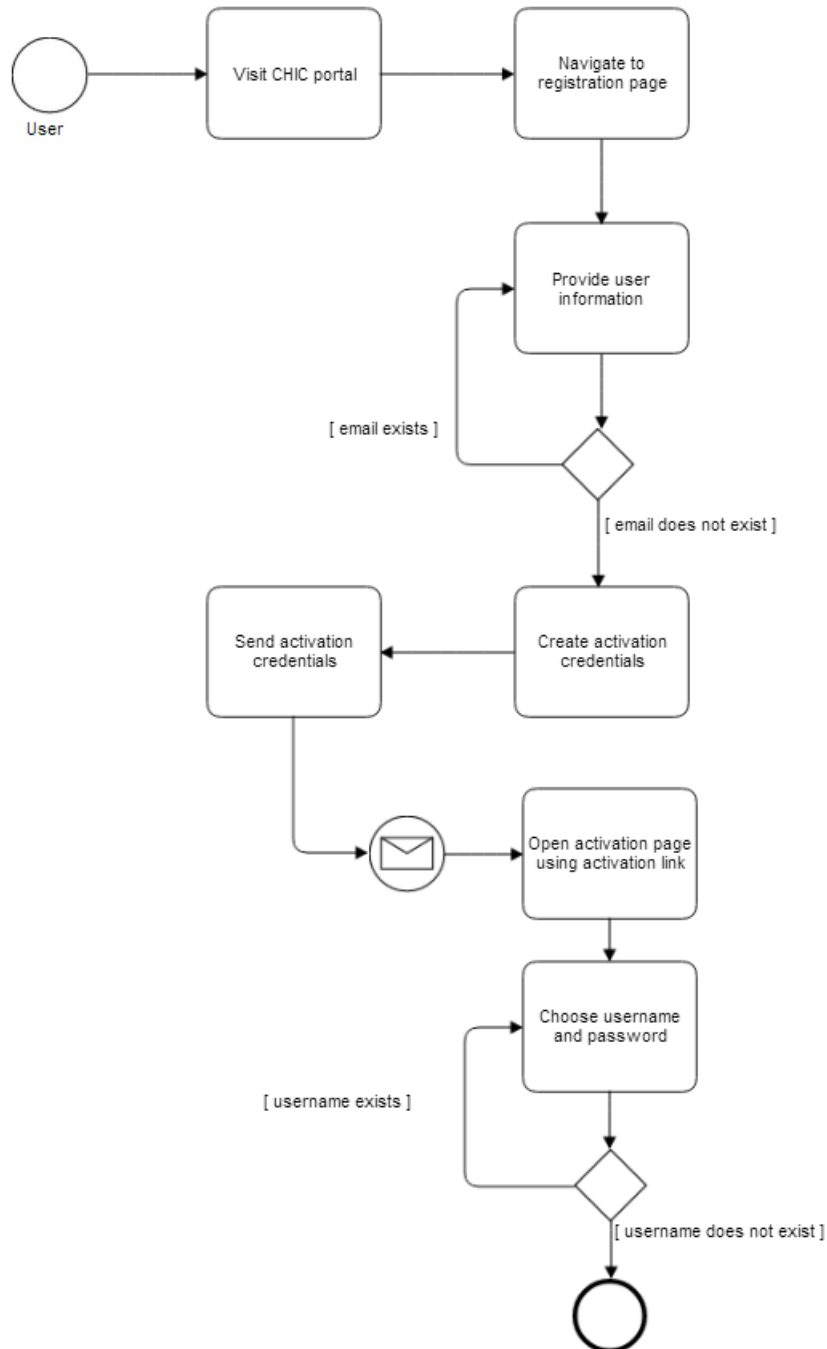 Visit CHIC portal
Navigate to
registration page
User
Provide user
information
[ email exists ]
[ email does not exist ]
Send activation
credentials
Create activation
credentials
Open activation page
using activation link
Choose username
and password
[ username exists ]
[ username does not exist ]